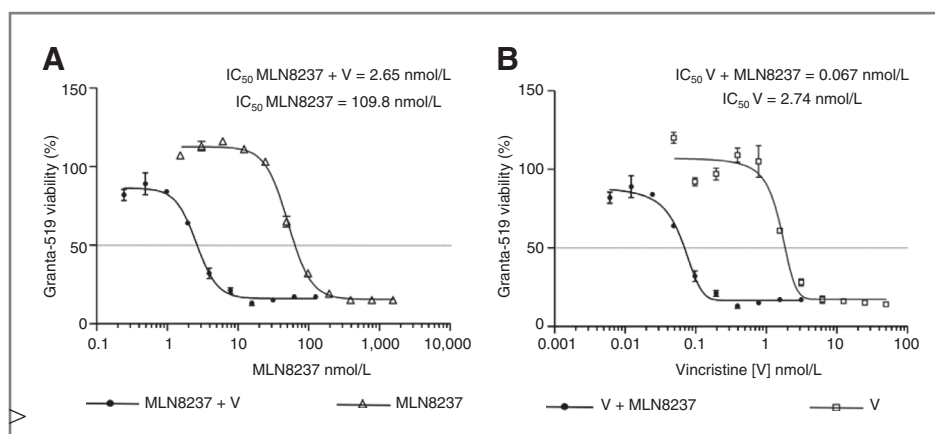 A
IC50 MLN8237 + V = 2.65 nmol/L
IC50 MLN8237 = 109.8 nmol/L
150
100
50
0
Granta-519 viability (%)
0.1 1 10 100 1,000 10,000
MLN8237 nmol/L
MLN8237 + V MLN8237
B
IC50 V + MLN8237 = 0.067 nmol/L
IC50 V = 2.74 nmol/L
150
100
50
0
Granta-519 viability (%)
0.001 0.01 0.1 1 10 100
Vincristine [V] nmol/L
V + MLN8237 V